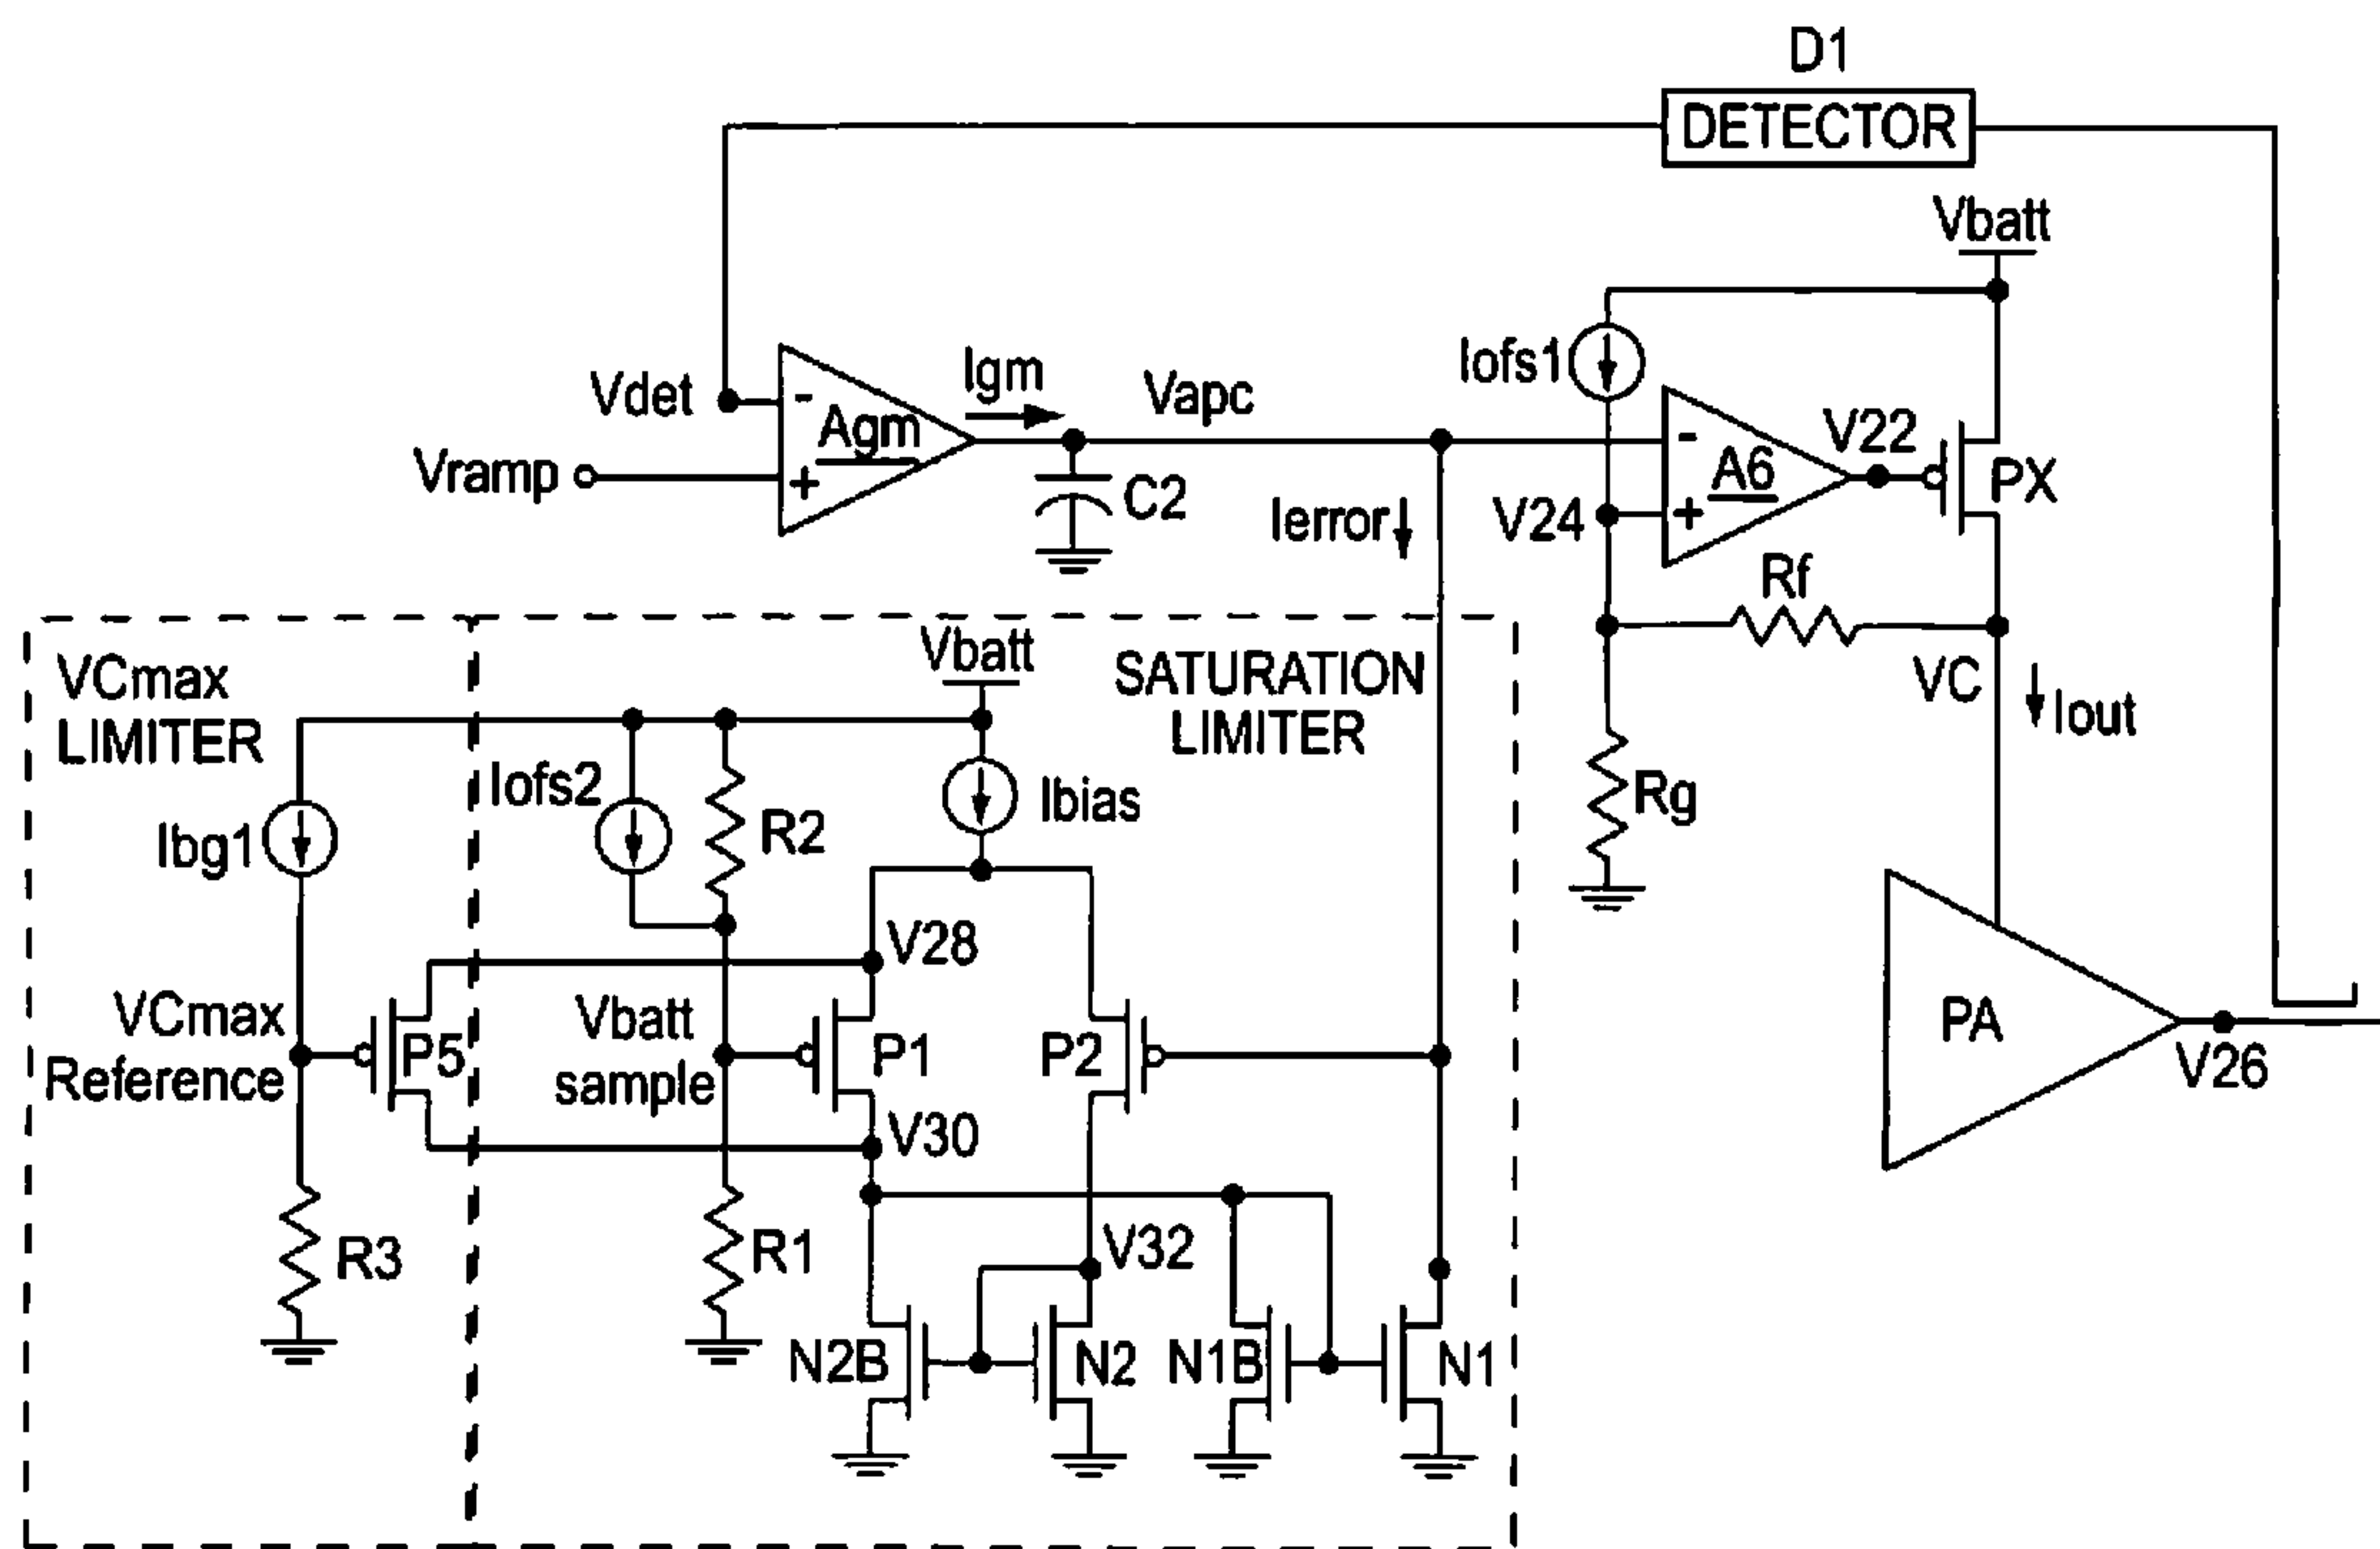 D1
DETECTOR
Vbatt
Iofs1
Vdet
-
Agm
+
Igm
Vapc
Vramp
C2
Ierror
V24
-
A6
+
V22
PX
Rf
VC
Iout
Rg
VCmax
LIMITER
Vbatt
SATURATION
LIMITER
Iofs2
R2
Ibias
Ibg1
V28
VCmax
Reference
P5
Vbatt
sample
P1
P2
PA
V26
V30
V32
R3
R1
N2B
N2
N1B
N1